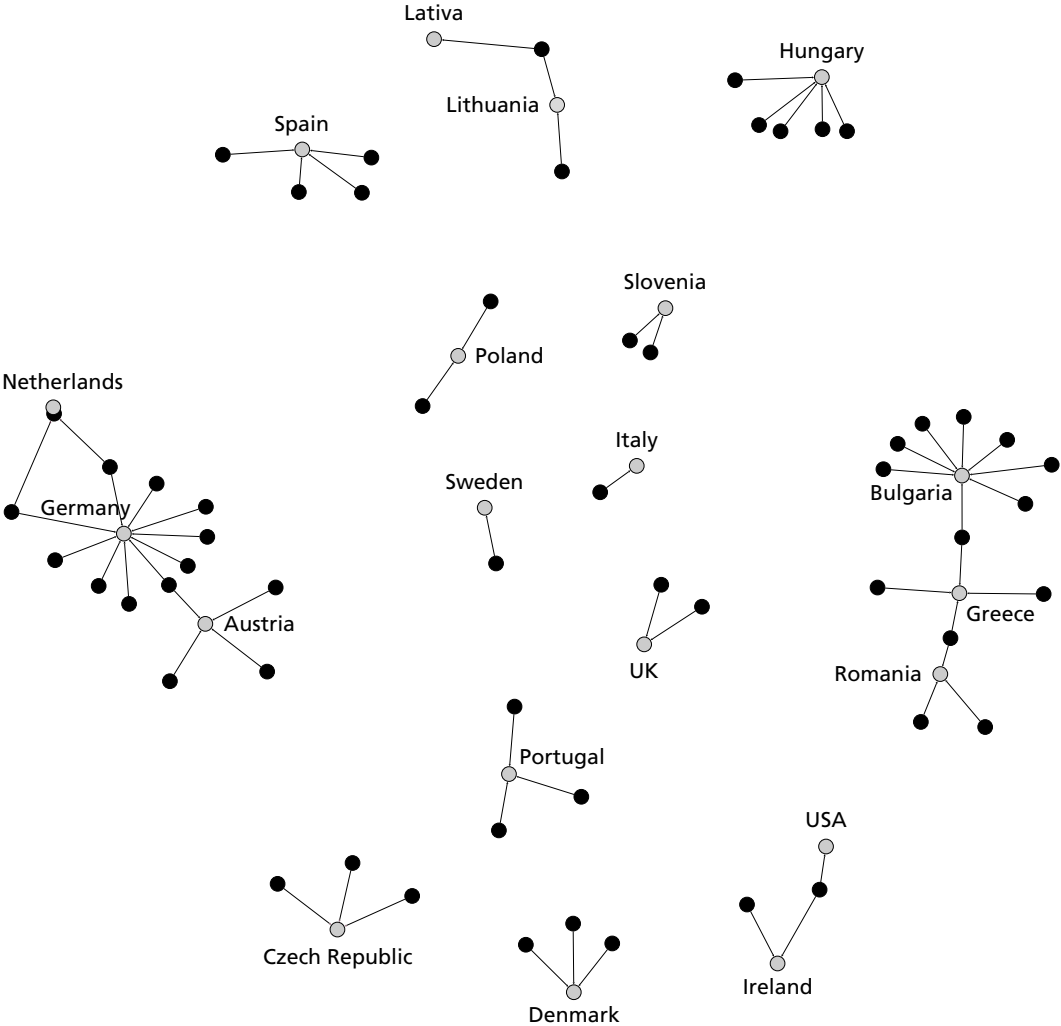 Lativa
Hungary
Lithuania
Spain
Slovenia
Poland
Netherlands
Italy
Sweden
Bulgaria
Germany
Greece
Austria
UK
Romania
Portugal
USA
Czech Republic
Ireland
Denmark